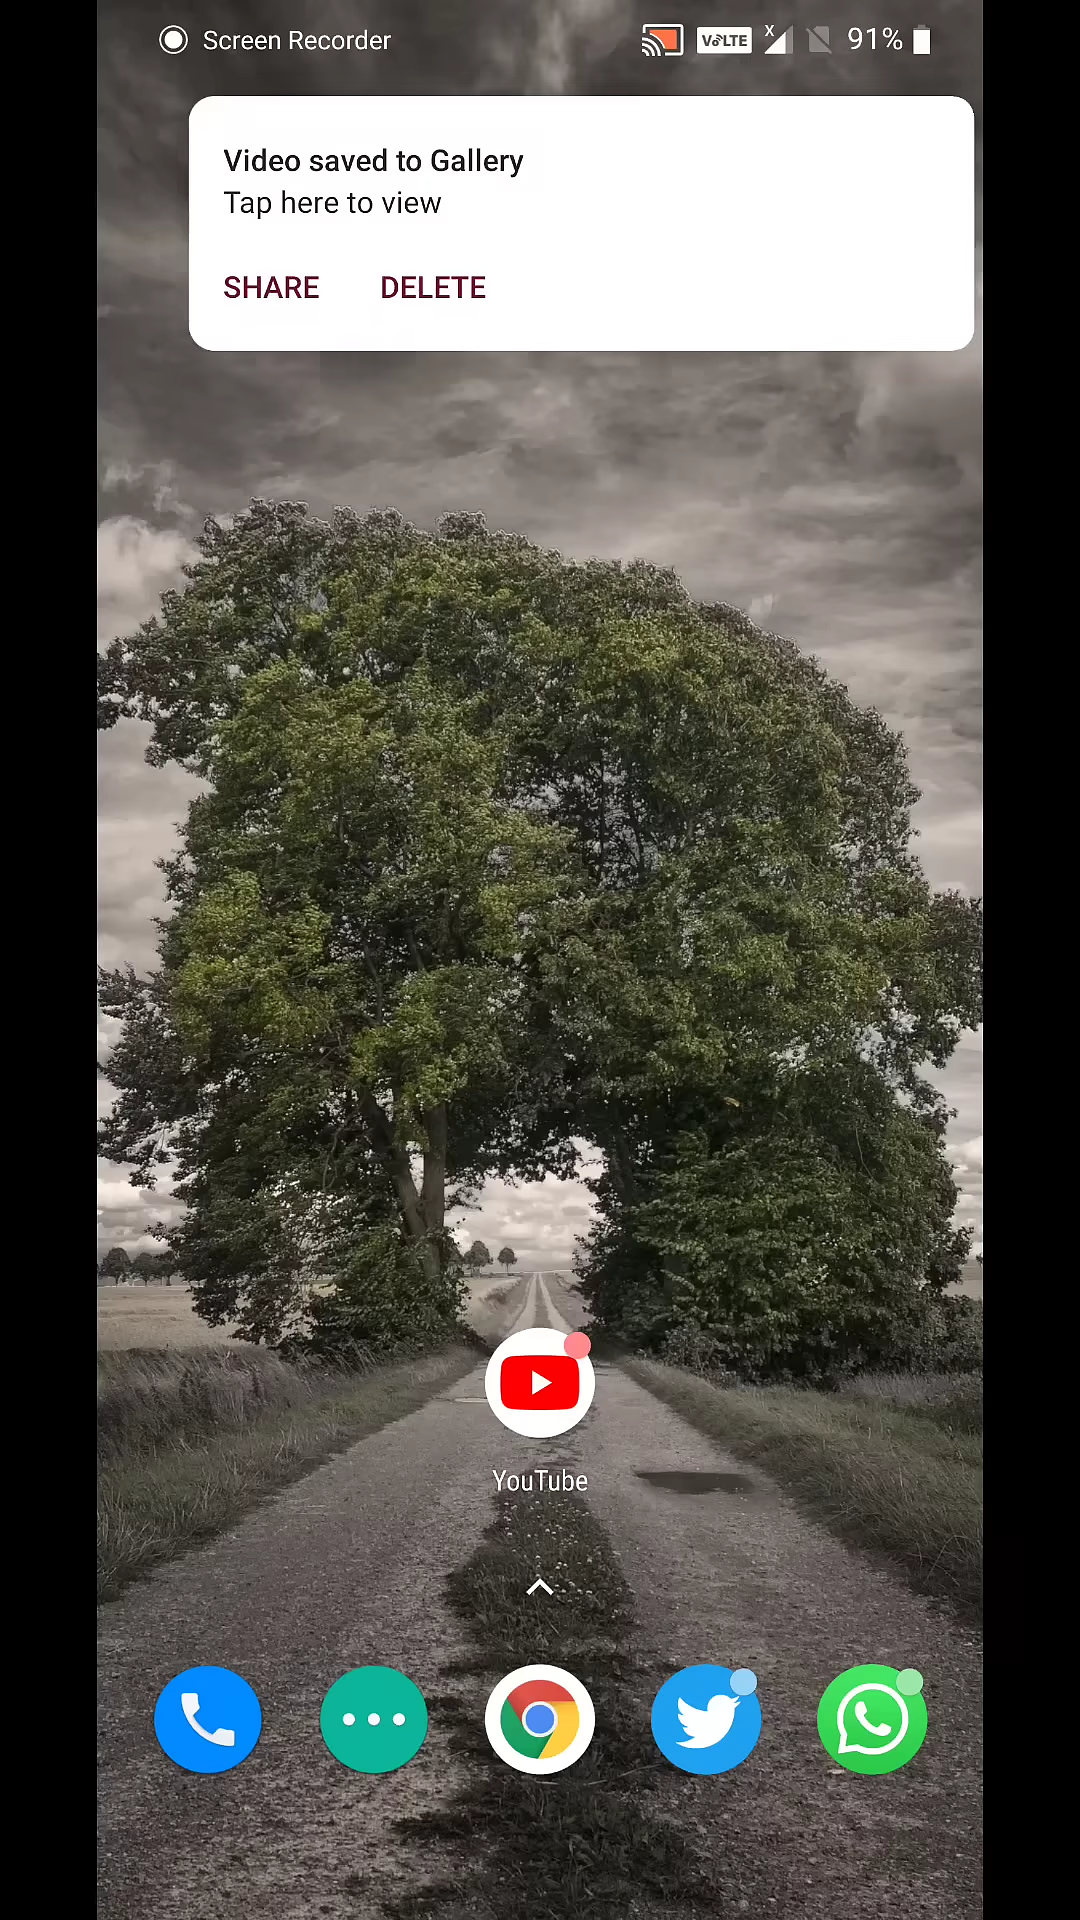 Screen Recorder
VoLTE
X
91%
Video saved to Gallery
Tap here to view
SHARE DELETE
YouTube